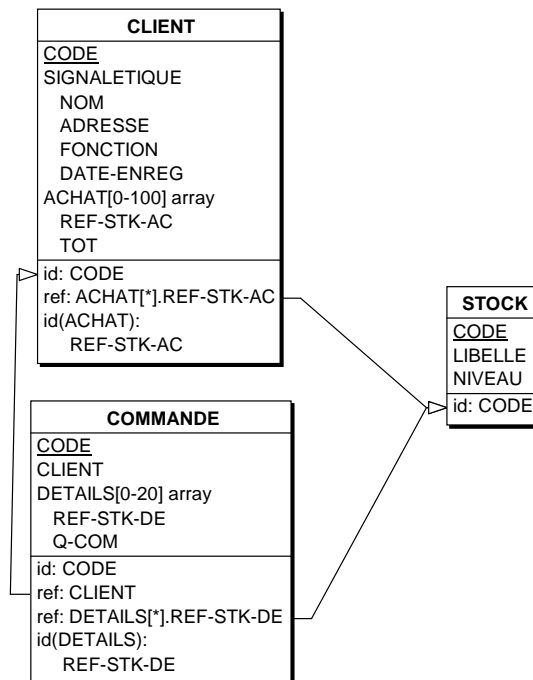 CLIENT
CODE
SIGNALETIQUE
NOM
ADRESSE
FONCTION
DATE-ENREG
ACHAT[0-100] array
REF-STK-AC
TOT
id: CODE
ref: ACHAT[*].REF-STK-AC
id(ACHAT):
REF-STK-AC
STOCK
CODE
LIBELLE
NIVEAU
id: CODE
COMMANDE
CODE
CLIENT
DETAILS[0-20] array
REF-STK-DE
Q-COM
id: CODE
ref: CLIENT
ref: DETAILS[*].REF-STK-DE
id(DETAILS):
REF-STK-DE